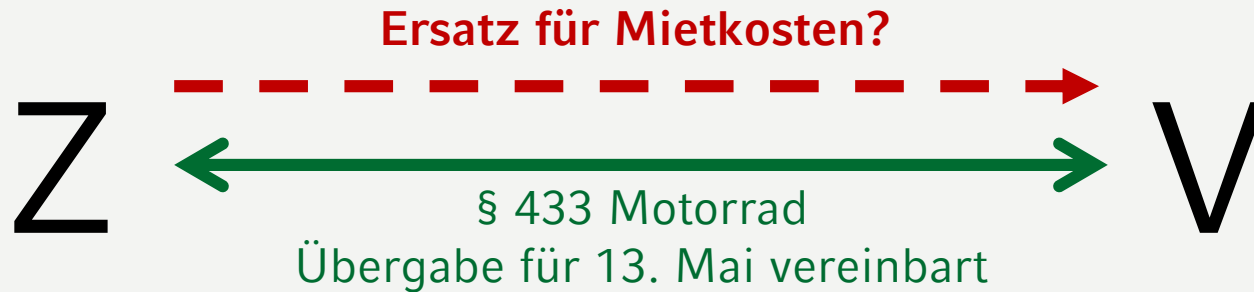 Ersatz für Mietkosten?
Z V
§ 433 Motorrad
Übergabe für 13. Mai vereinbart